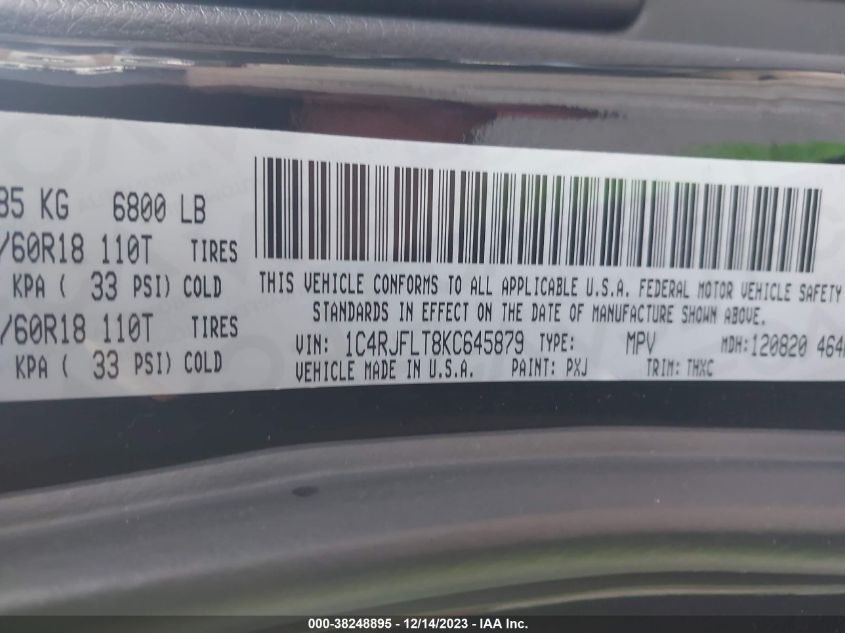 85 KG 6800 LB
/60R18 110T TIRES
KPA ( 33 PSI) COLD
/60R18 110T TIRES
KPA ( 33 PSI) COLD
THIS VEHICLE CONFORMS TO ALL APPLICABLE U.S.A. FEDERAL MOTOR VEHICLE SAFETY
STANDARDS IN EFFECT ON THE DATE OF MANUFACTURE SHOWN ABOVE.
VIN: 1C4RJFLT8KC645879 TYPE: MPV MDH: 120820 464
VEHICLE MADE IN U.S.A. PAINT: PXJ TRIM: THXC
000-38248895 - 12/14/2023 - IAA Inc.